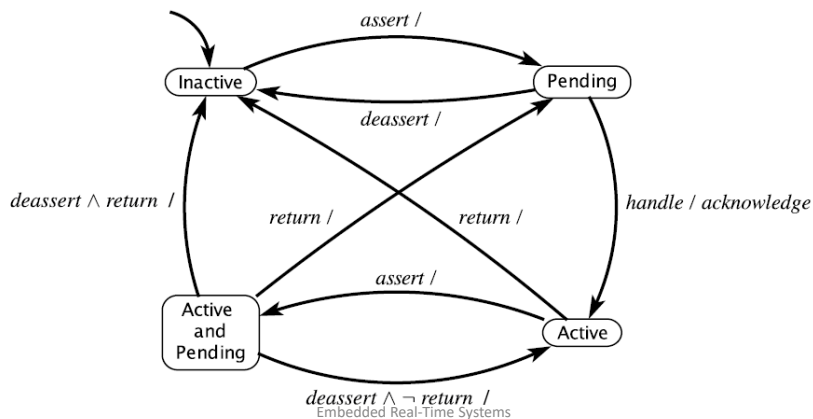 assert /
Inactive
Pending
deassert /
deassert ∧ return /
return /
return /
handle / acknowledge
assert /
Active
and
Pending
Active
deassert ∧ ¬ return /
Embedded Real-Time Systems